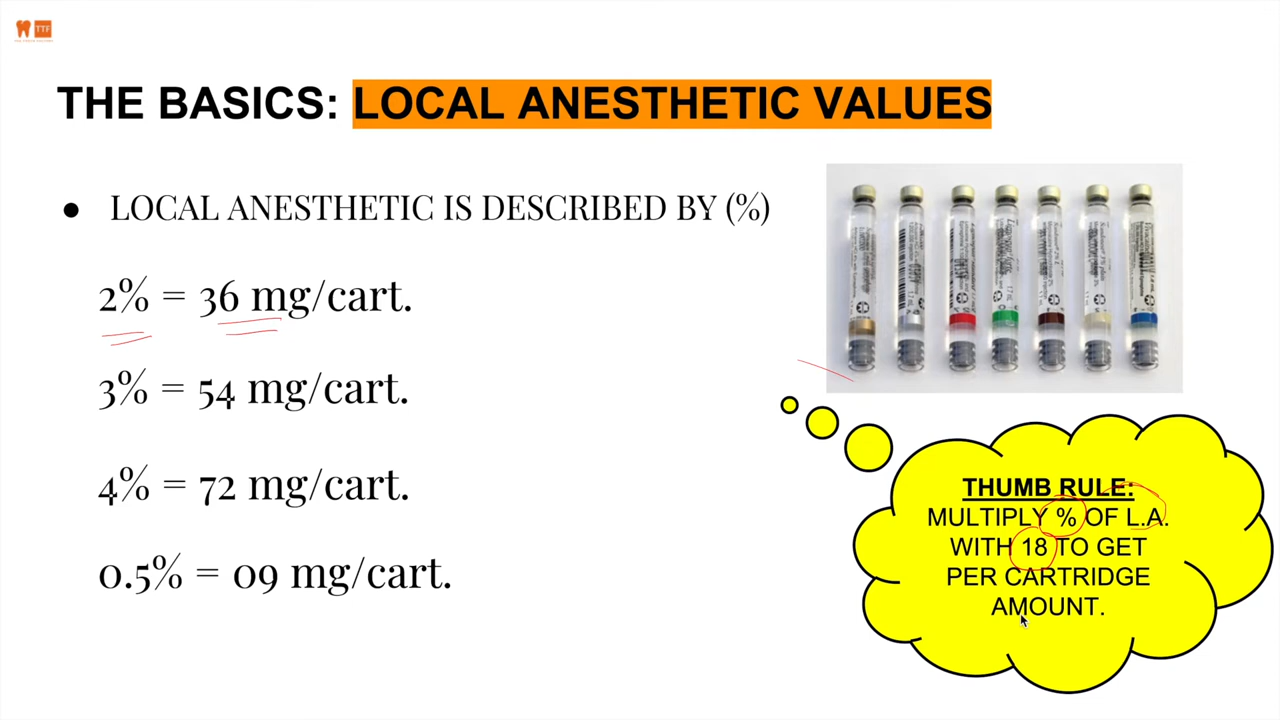 TTF
THE BASICS: LOCAL ANESTHETIC VALUES
● LOCAL ANESTHETIC IS DESCRIBED BY (%)
2% = 36 mg/cart.
3% = 54 mg/cart.
4% = 72 mg/cart.
0.5% = 09 mg/cart.
THUMB RULE:
MULTIPLY % OF L.A.
WITH 18 TO GET
PER CARTRIDGE
AMOUNT.